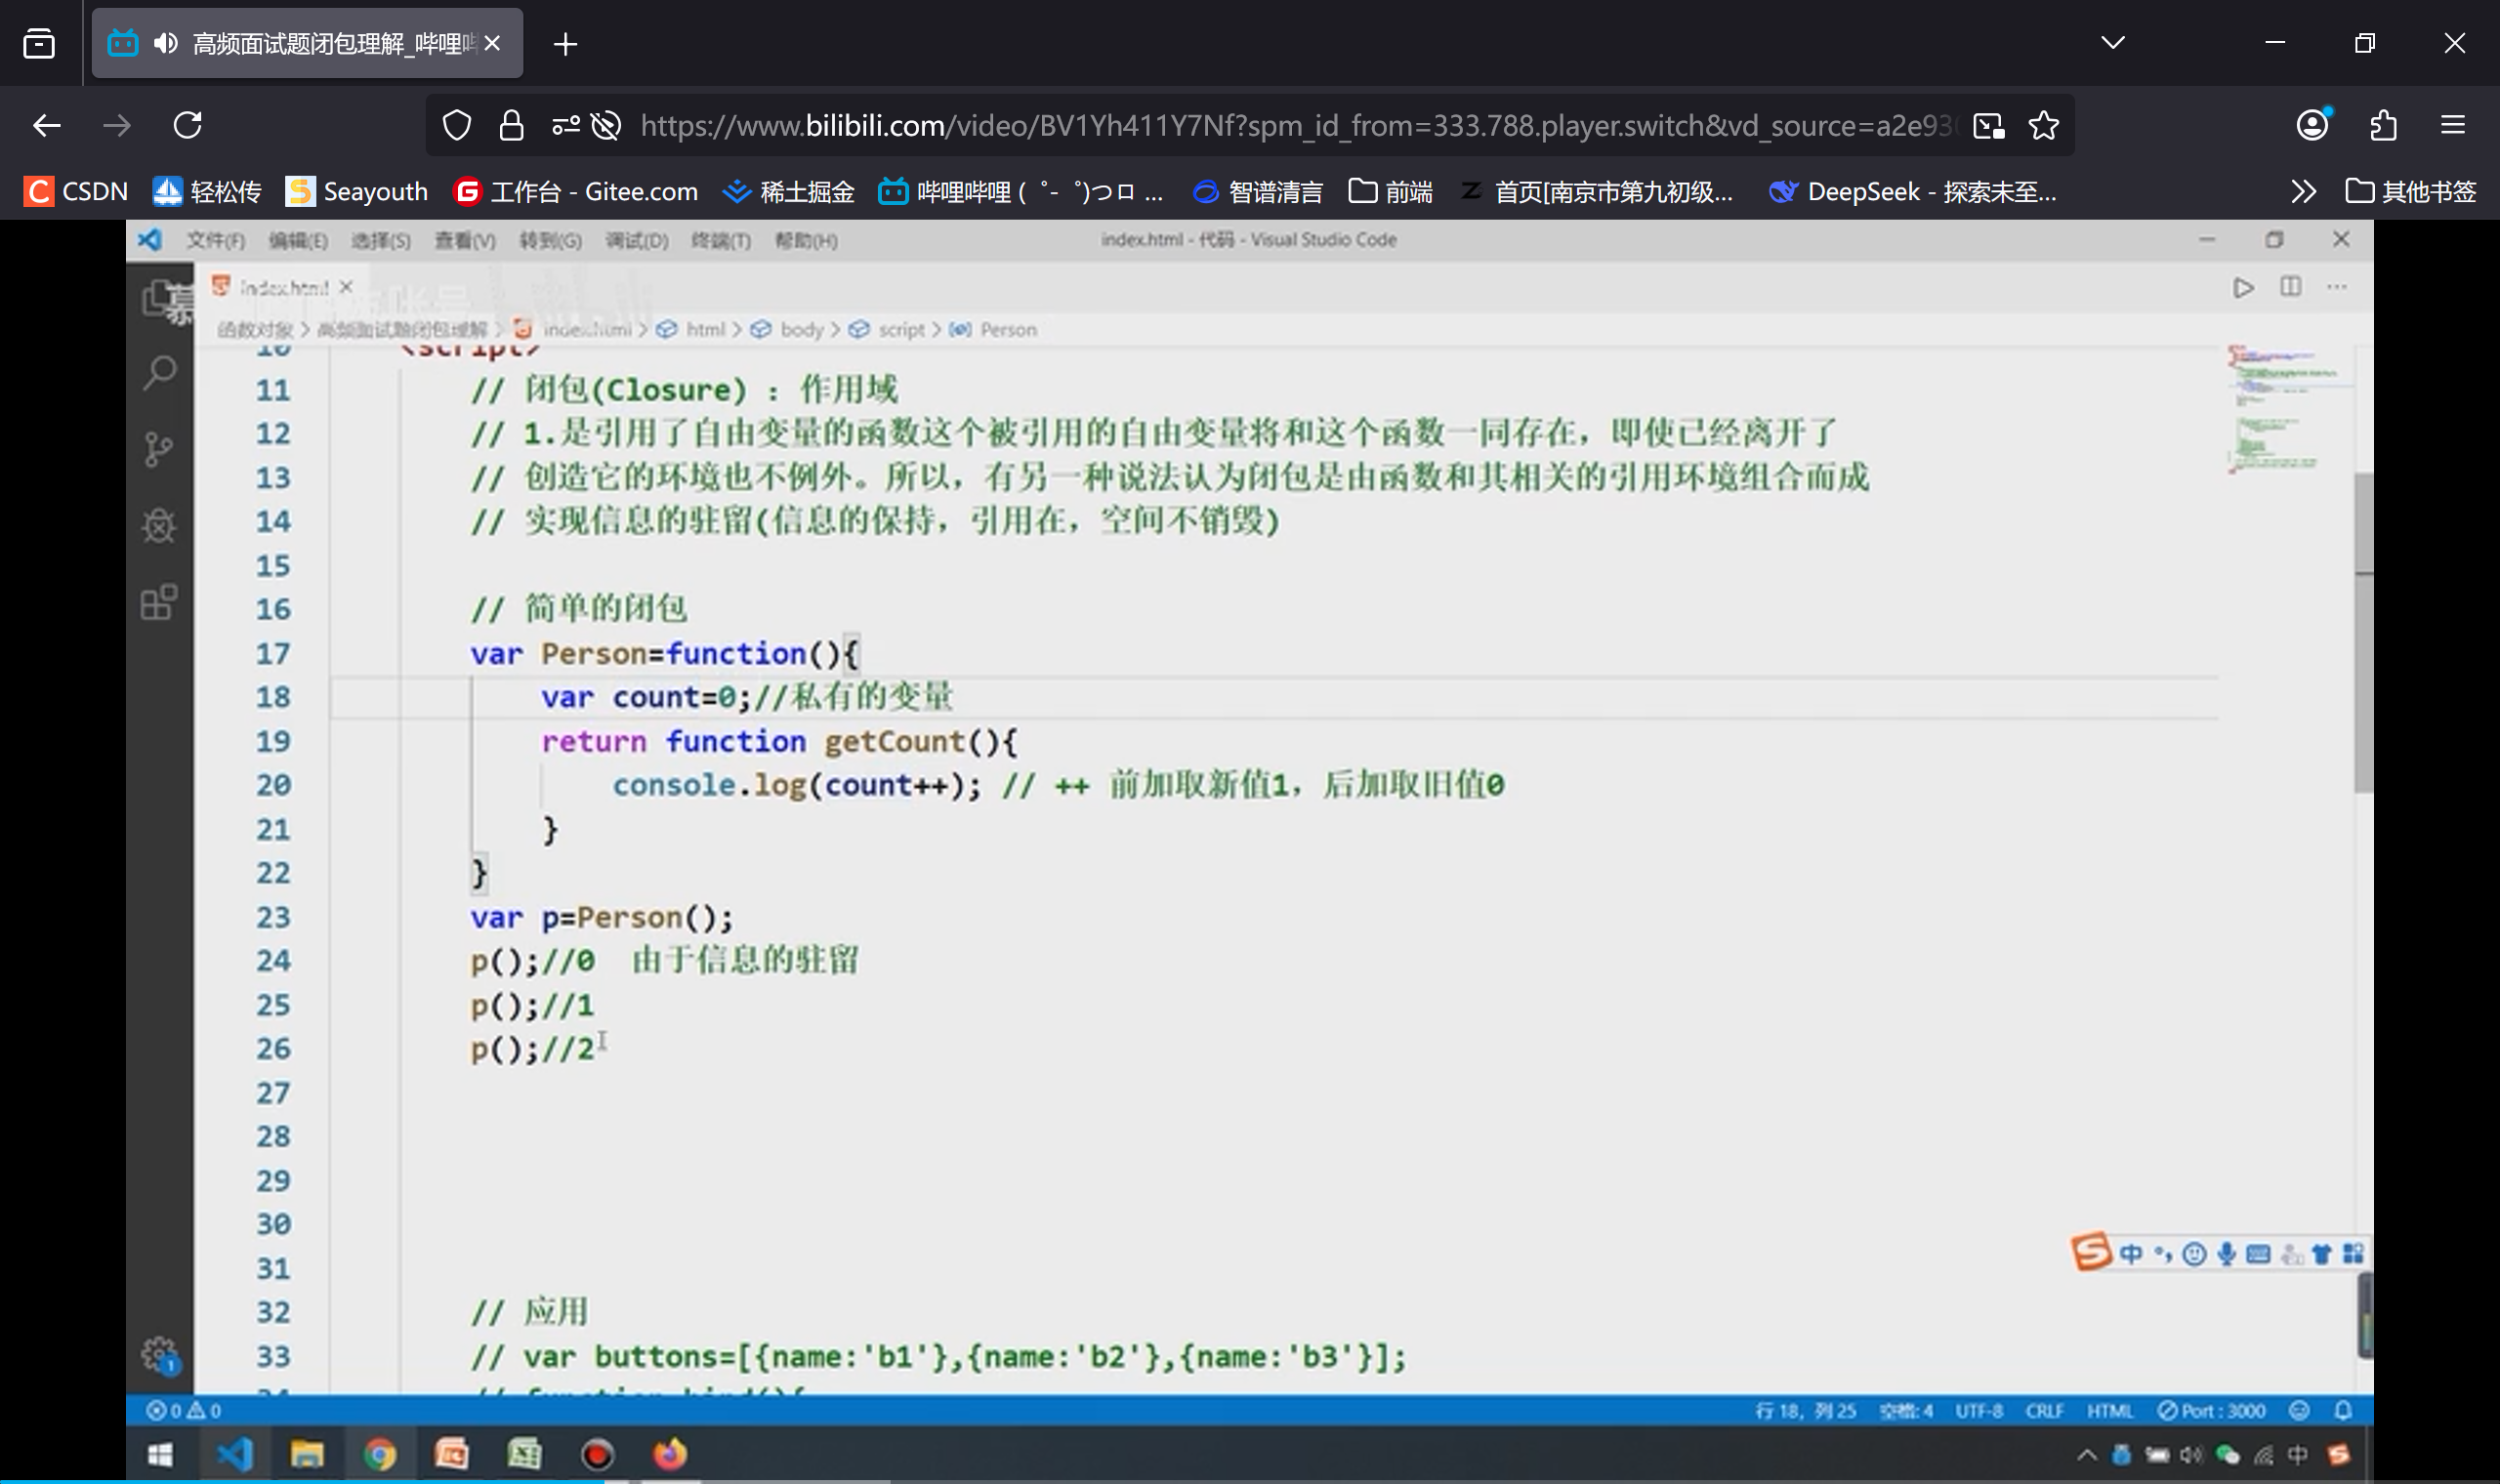 高频面试题闭包理解_哔哩哔
https://www.bilibili.com/video/BV1Yh411Y7Nf?spm_id_from=333.788.player.switch&vd_source=a2e930
CSDN 轻松传 Seayouth 工作台 - Gitee.com 稀土掘金 哔哩哔哩 ( ゜- ゜)つロ ... 智谱清言 前端 首页[南京市第九初级... DeepSeek - 探索未至... 其他书签
文件(F) 编辑(E) 选择(S) 查看(V) 转到(G) 调试(D) 终端(T) 帮助(H) index.html - 代码 - Visual Studio Code
index.html
函数对象 > 高频面试题闭包理解 > index.html > html > body > script > Person
10 <script>
11 // 闭包(Closure) : 作用域
12 // 1.是引用了自由变量的函数这个被引用的自由变量将和这个函数一同存在，即使已经离开了
13 // 创造它的环境也不例外。所以，有另一种说法认为闭包是由函数和其相关的引用环境组合而成
14 // 实现信息的驻留(信息的保持，引用在，空间不销毁)
15
16 // 简单的闭包
17 var Person=function(){
18 var count=0;//私有的变量
19 return function getCount(){
20 console.log(count++); // ++ 前加取新值1，后加取旧值0
21 }
22 }
23 var p=Person();
24 p();//0 由于信息的驻留
25 p();//1
26 p();//2
27
28
29
30
31
32 // 应用
33 // var buttons=[{name:'b1'},{name:'b2'},{name:'b3'}];
34 // function bind(){
中
1
0 0 行 18，列 25 空格: 4 UTF-8 CRLF HTML Port : 3000
中